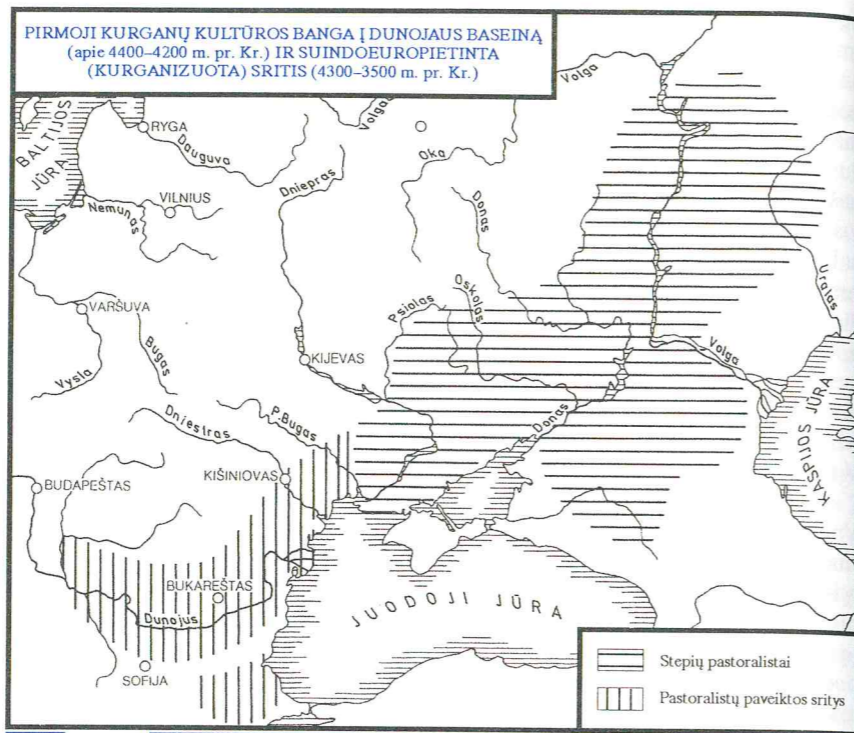 PIRMOJI KURGANŲ KULTŪROS BANGA Į DUNOJAUS BASEINĄ
(apie 4400–4200 m. pr. Kr.) IR SUINDOEUROPIETINTA
(KURGANIZUOTA) SRITIS (4300–3500 m. pr. Kr.)
Volga
Volga
BALTIJOS
JŪRA
RYGA
Dauguva
Oka
Dniepras
Donas
VILNIUS
Nemunas
Oskolas
Psiolas
Uralas
VARŠUVA
Bugas
Vysla
KIJEVAS
Volga
Dniestras
P.Bugas
Donas
KASPIJOS JŪRA
BUDAPEŠTAS
KIŠINIOVAS
BUKAREŠTAS
Dunojus
JUODOJI JŪRA
SOFIJA
Stepių pastoralistai
Pastoralistų paveiktos sritys